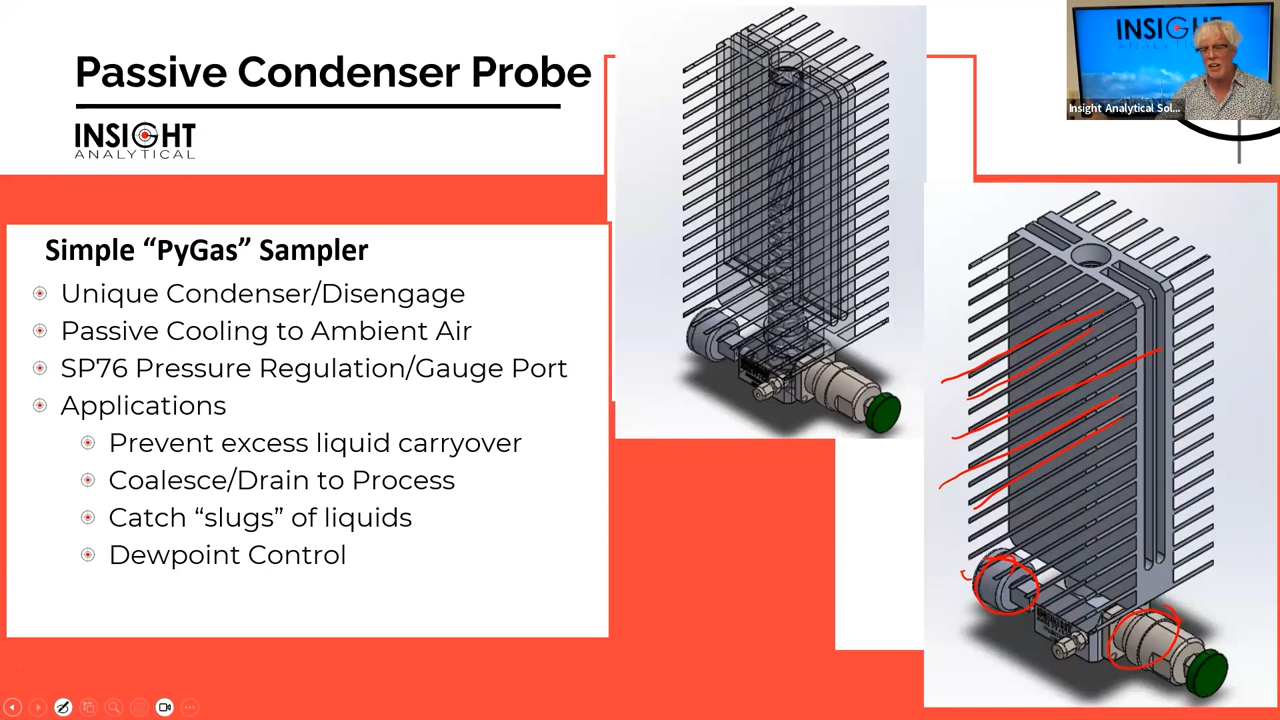 Passive Condenser Probe
INSIGHT
ANALYTICAL
Simple “PyGas” Sampler
Unique Condenser/Disengage
Passive Cooling to Ambient Air
SP76 Pressure Regulation/Gauge Port
Applications
Prevent excess liquid carryover
Coalesce/Drain to Process
Catch “slugs” of liquids
Dewpoint Control
INSIGHT
ANALYTICAL
Insight Analytical Sol...